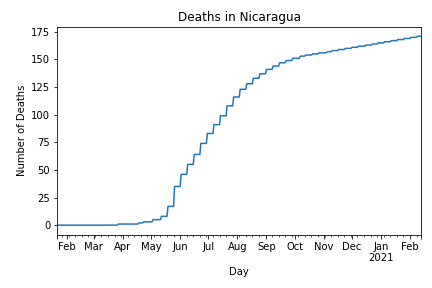 Deaths in Nicaragua
175
150
125
100
75
50
25
0
Number of Deaths
Feb Mar Apr May Jun Jul Aug Sep Oct Nov Dec Jan Feb
2021
Day